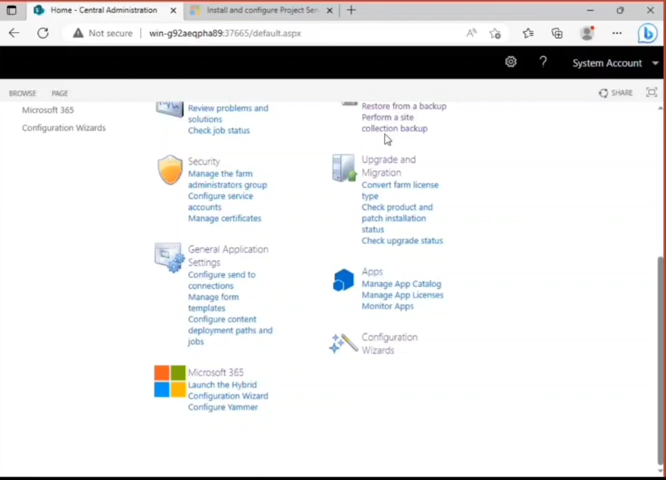 Home - Central Administration
Install and configure Project Ser
Not secure
win-g92aeqpha89:37665/default.aspx
System Account
BROWSE
PAGE
SHARE
Microsoft 365
Configuration Wizards
Review problems and
solutions
Check job status
Restore from a backup
Perform a site
collection backup
Security
Manage the farm
administrators group
Configure service
accounts
Manage certificates
Upgrade and
Migration
Convert farm license
type
Check product and
patch installation
status
Check upgrade status
General Application
Settings
Configure send to
connections
Manage form
templates
Configure content
deployment paths and
jobs
Apps
Manage App Catalog
Manage App Licenses
Monitor Apps
Configuration
Wizards
Microsoft 365
Launch the Hybrid
Configuration Wizard
Configure Yammer